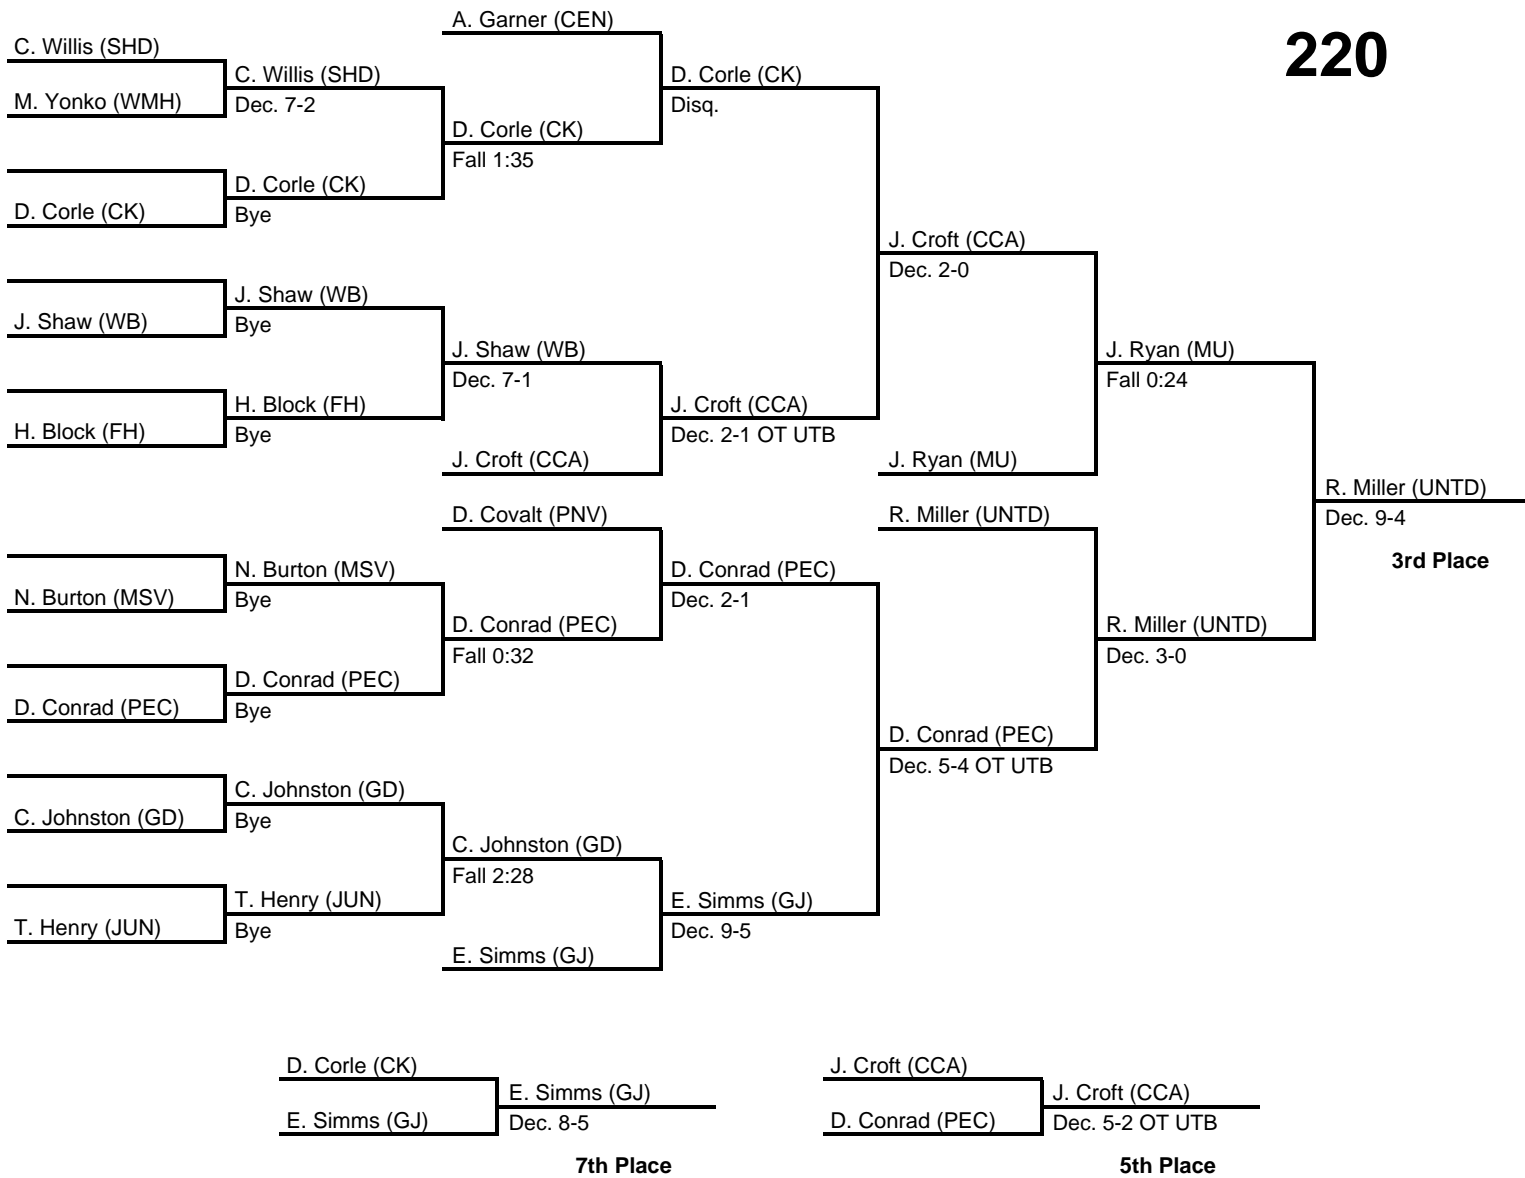 220
C. Willis (SHD)
M. Yonko (WMH)
D. Corle (CK)
J. Shaw (WB)
H. Block (FH)
N. Burton (MSV)
D. Conrad (PEC)
C. Johnston (GD)
T. Henry (JUN)
C. Willis (SHD)
Dec. 7-2
D. Corle (CK)
Bye
J. Shaw (WB)
Bye
H. Block (FH)
Bye
N. Burton (MSV)
Bye
D. Conrad (PEC)
Bye
C. Johnston (GD)
Bye
T. Henry (JUN)
Bye
A. Garner (CEN)
D. Corle (CK)
Fall 1:35
J. Shaw (WB)
Dec. 7-1
J. Croft (CCA)
D. Covalt (PNV)
D. Conrad (PEC)
Fall 0:32
C. Johnston (GD)
Fall 2:28
E. Simms (GJ)
D. Corle (CK)
Disq.
J. Croft (CCA)
Dec. 2-1 OT UTB
D. Conrad (PEC)
Dec. 2-1
E. Simms (GJ)
Dec. 9-5
J. Croft (CCA)
Dec. 2-0
J. Ryan (MU)
R. Miller (UNTD)
D. Conrad (PEC)
Dec. 5-4 OT UTB
J. Ryan (MU)
Fall 0:24
R. Miller (UNTD)
Dec. 3-0
R. Miller (UNTD)
Dec. 9-4
3rd Place
D. Corle (CK)
E. Simms (GJ)
E. Simms (GJ)
Dec. 8-5
7th Place
J. Croft (CCA)
D. Conrad (PEC)
J. Croft (CCA)
Dec. 5-2 OT UTB
5th Place